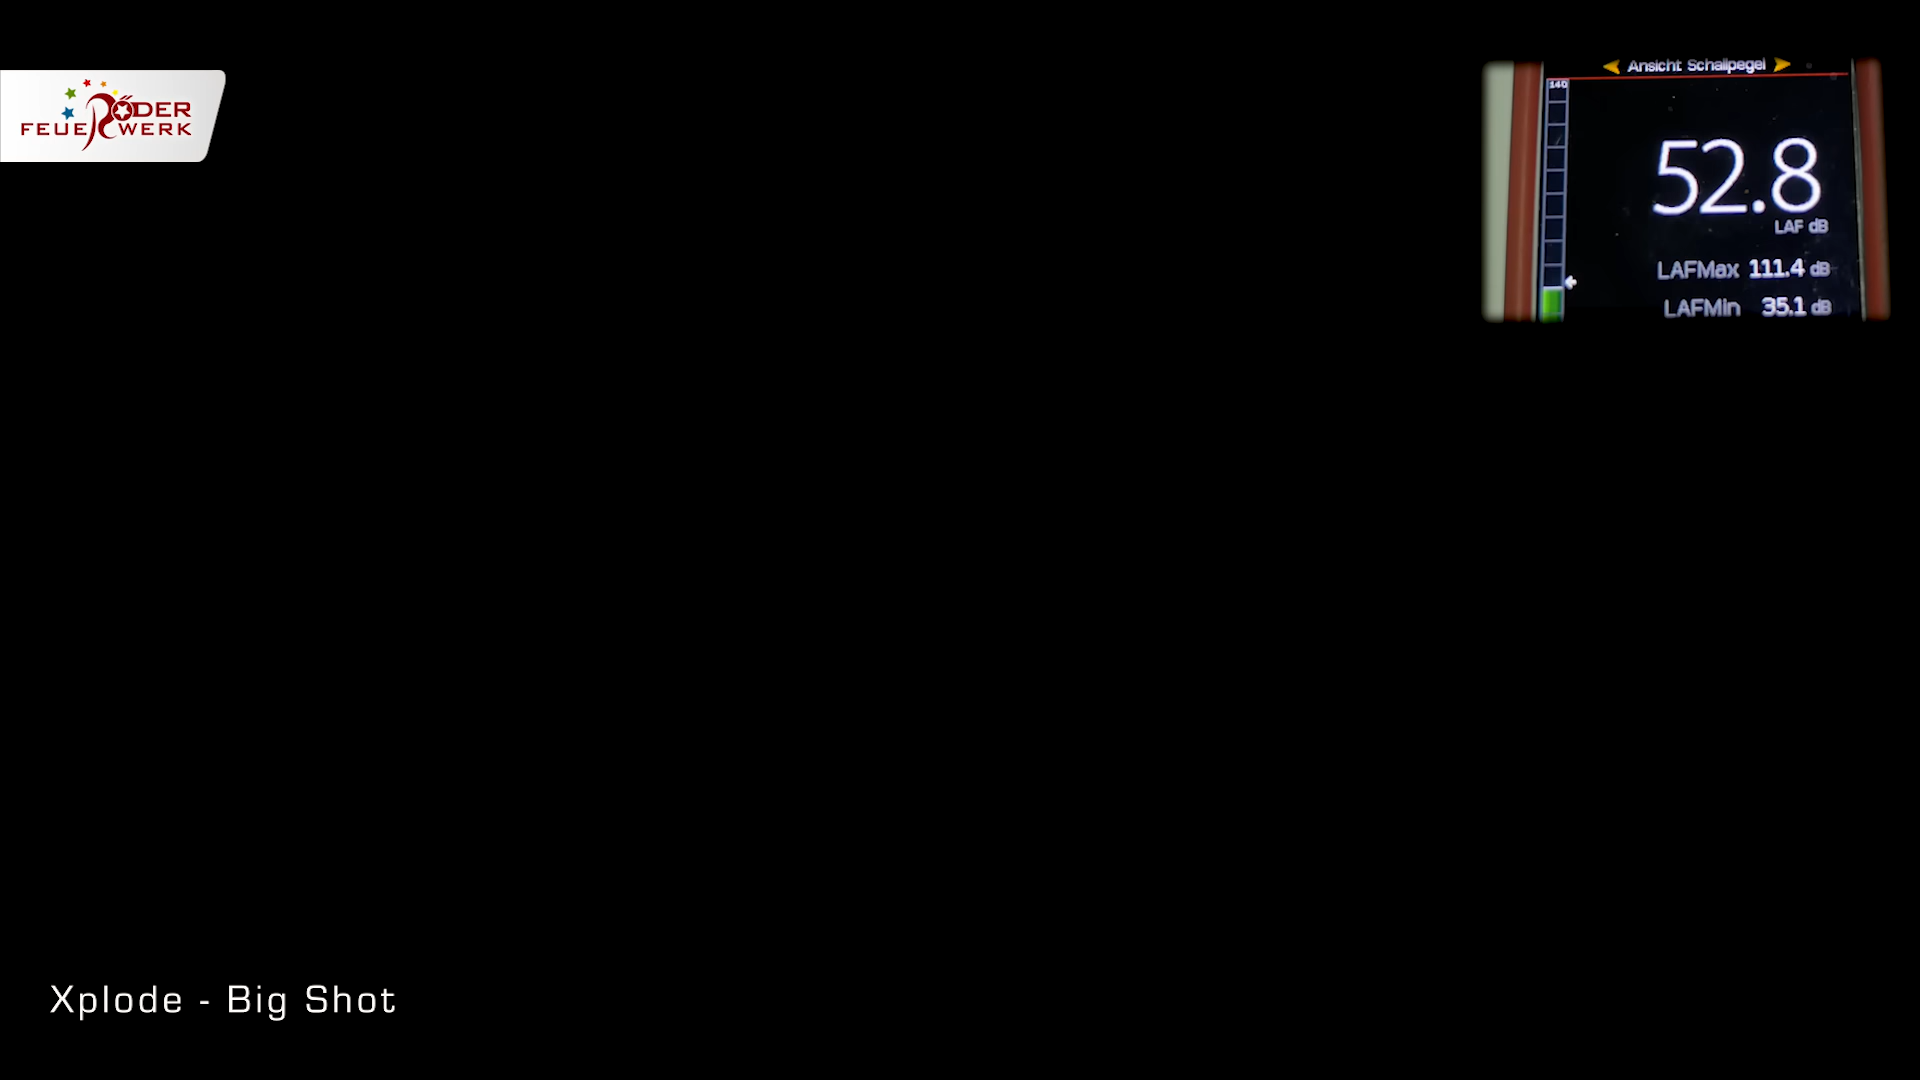 RÖDER
FEUERWERK
Ansicht Schallpegel
140
52.8
LAF dB
LAFMax 111.4 dB
LAFMin 35.1 dB
Xplode - Big Shot